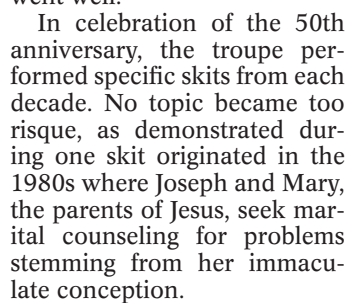 went well.
In celebration of the 50th
anniversary, the troupe per-
formed specific skits from each
decade. No topic became too
risque, as demonstrated dur-
ing one skit originated in the
1980s where Joseph and Mary,
the parents of Jesus, seek mar-
ital counseling for problems
stemming from her immacu-
late conception.